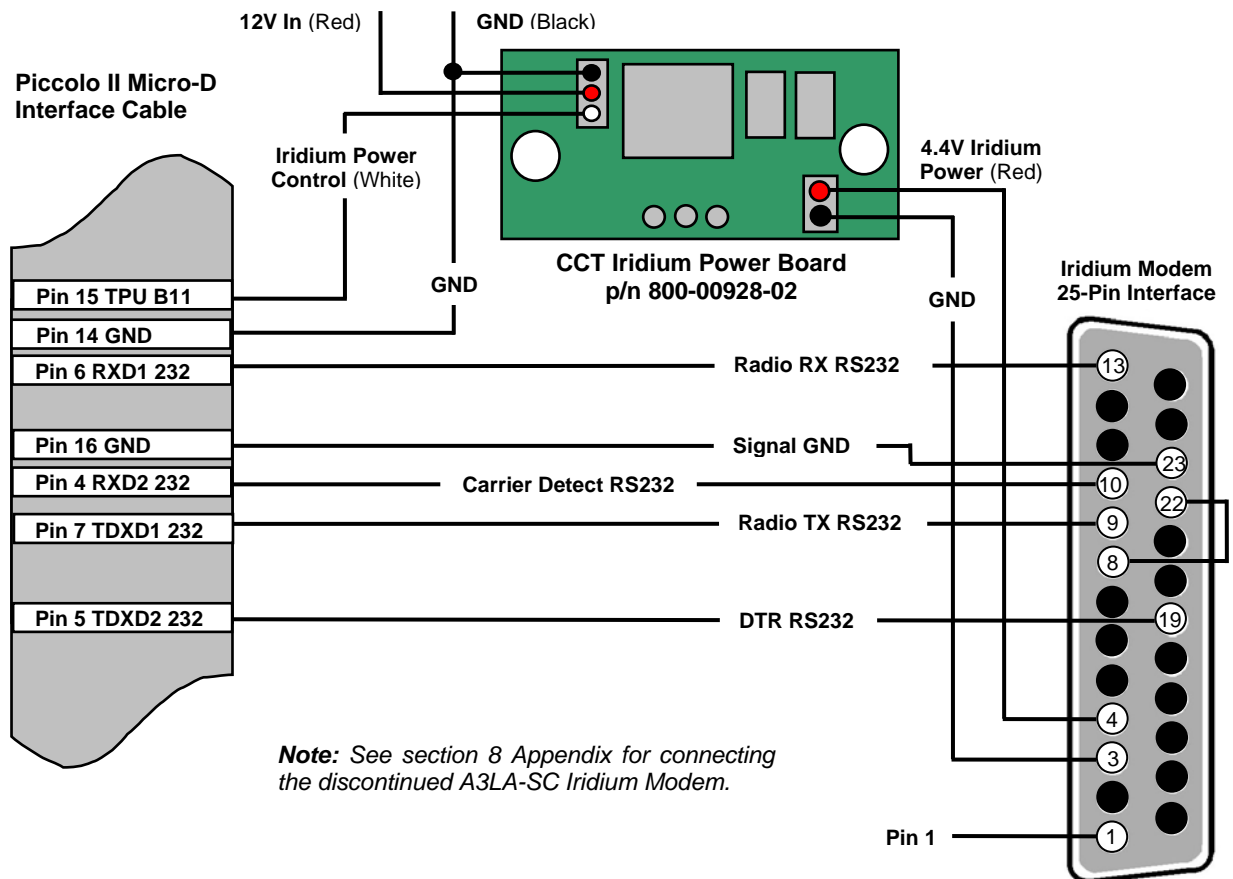 12V In (Red)
GND (Black)
Piccolo II Micro-D
Interface Cable
Iridium Power
Control (White)
4.4V Iridium
Power (Red)
CCT Iridium Power Board
p/n 800-00928-02
GND
GND
Iridium Modem
25-Pin Interface
Pin 15 TPU B11
Pin 14 GND
Pin 6 RXD1 232
Radio RX RS232
13
Pin 16 GND
Signal GND
23
Pin 4 RXD2 232
Carrier Detect RS232
10
22
Pin 7 TDXD1 232
Radio TX RS232
9
8
Pin 5 TDXD2 232
DTR RS232
19
4
3
Note: See section 8 Appendix for connecting
the discontinued A3LA-SC Iridium Modem.
Pin 1
1